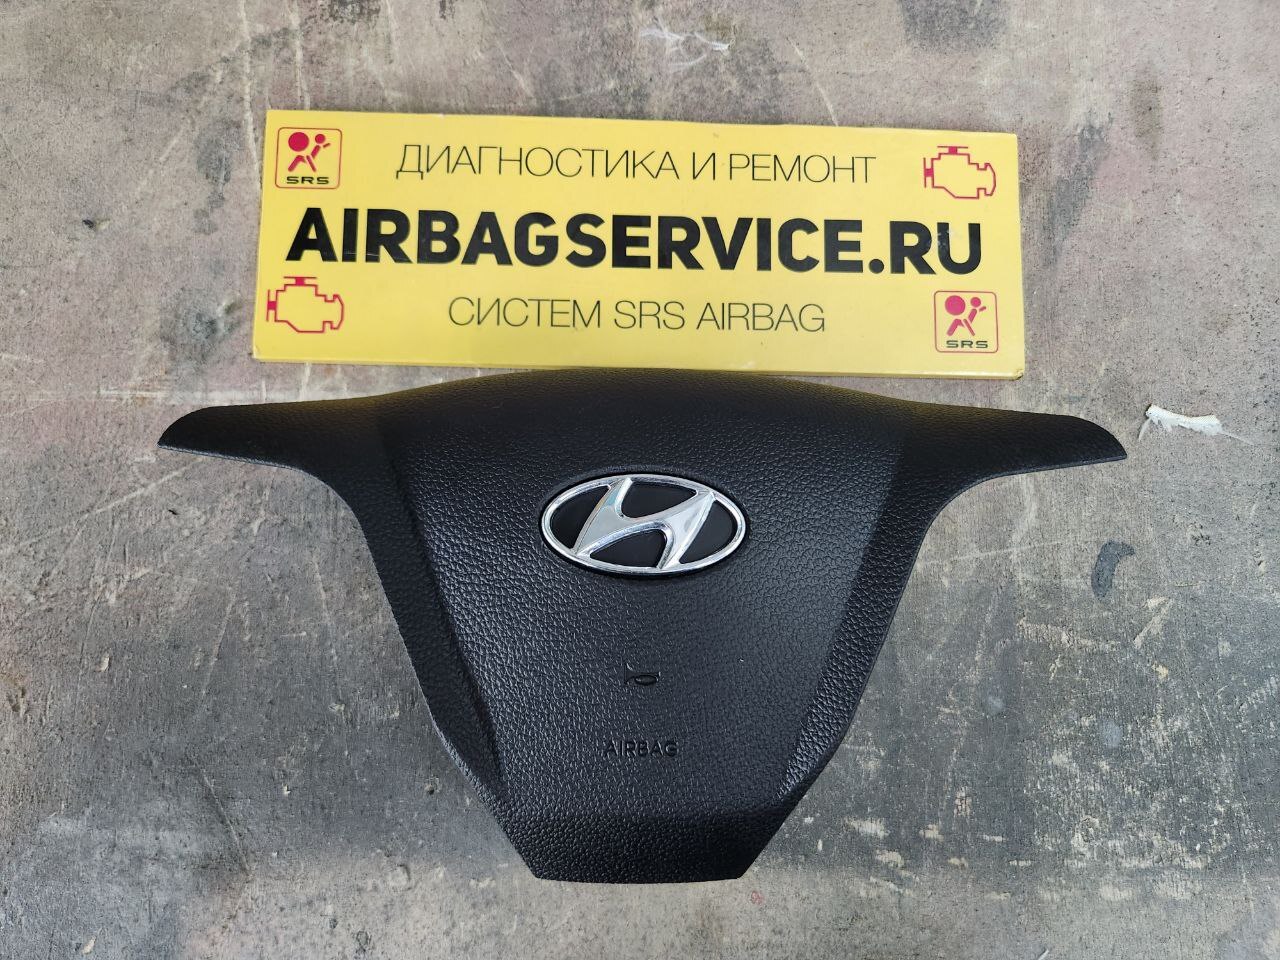 SRS
ДИАГНОСТИКА И РЕМОНТ
AIRBAGSERVICE.RU
СИСТЕМ SRS AIRBAG
SRS
AIRBAG